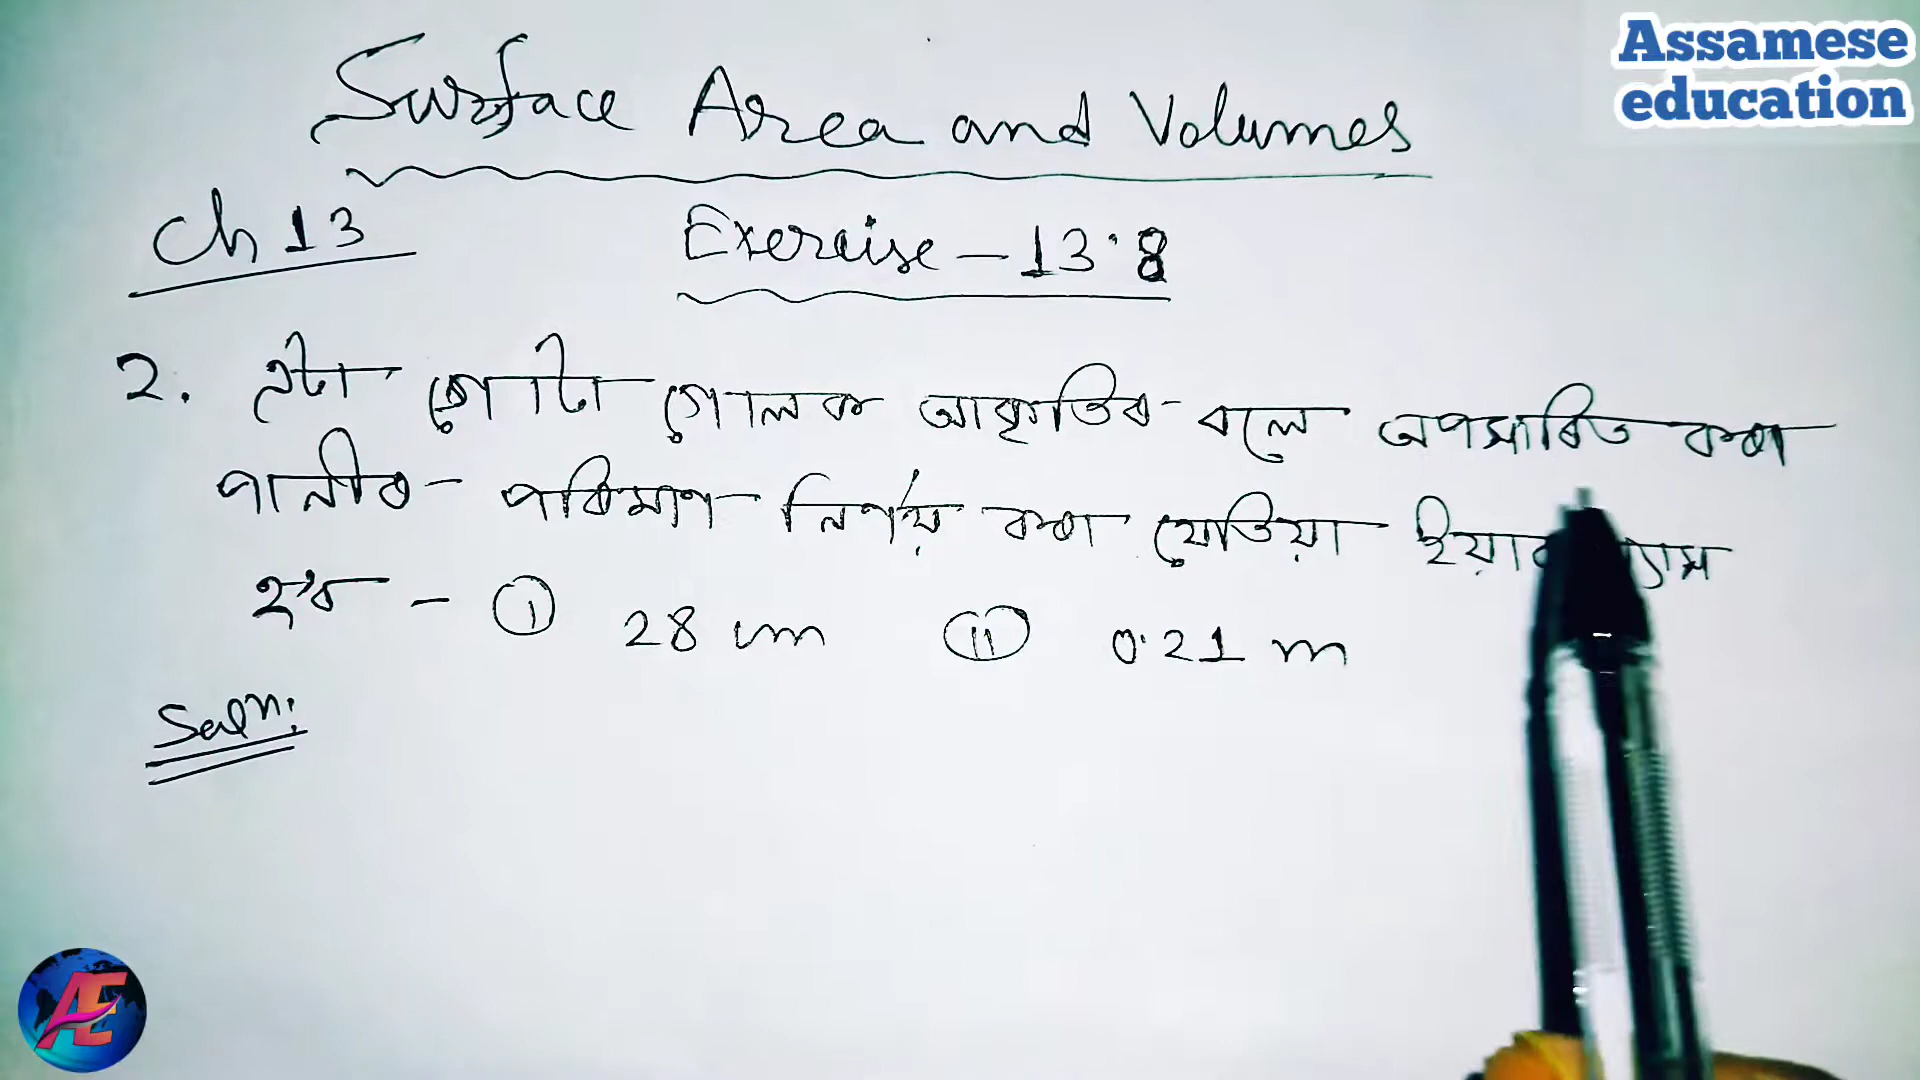 Assamese
education
Surface Area and Volumes
Ch 13
Exercise - 13.8
2. এটা গোটা গোলক আকৃতিৰ বলে অপসাৰিত কৰা
পানীৰ পৰিমাণ নিৰ্ণয় কৰা যেতিয়া ইয়াৰ
হ'ব - (i) 28 cm (ii) 0.21 m
Soln:
AE